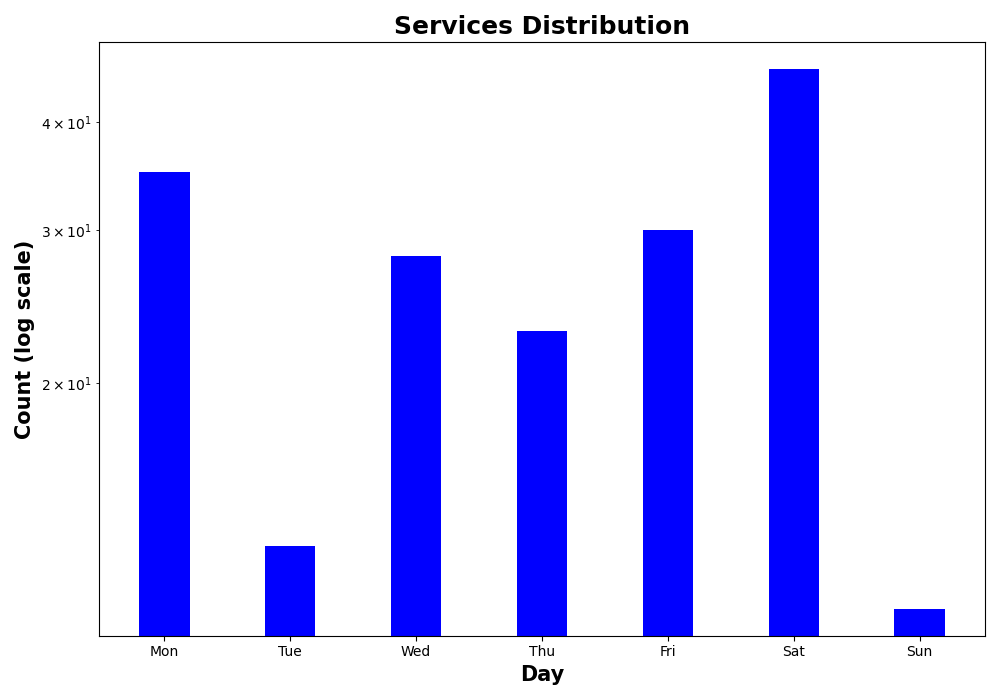 Services Distribution
Count (log scale)
4 × 10¹
3 × 10¹
2 × 10¹
Mon Tue Wed Thu Fri Sat Sun
Day